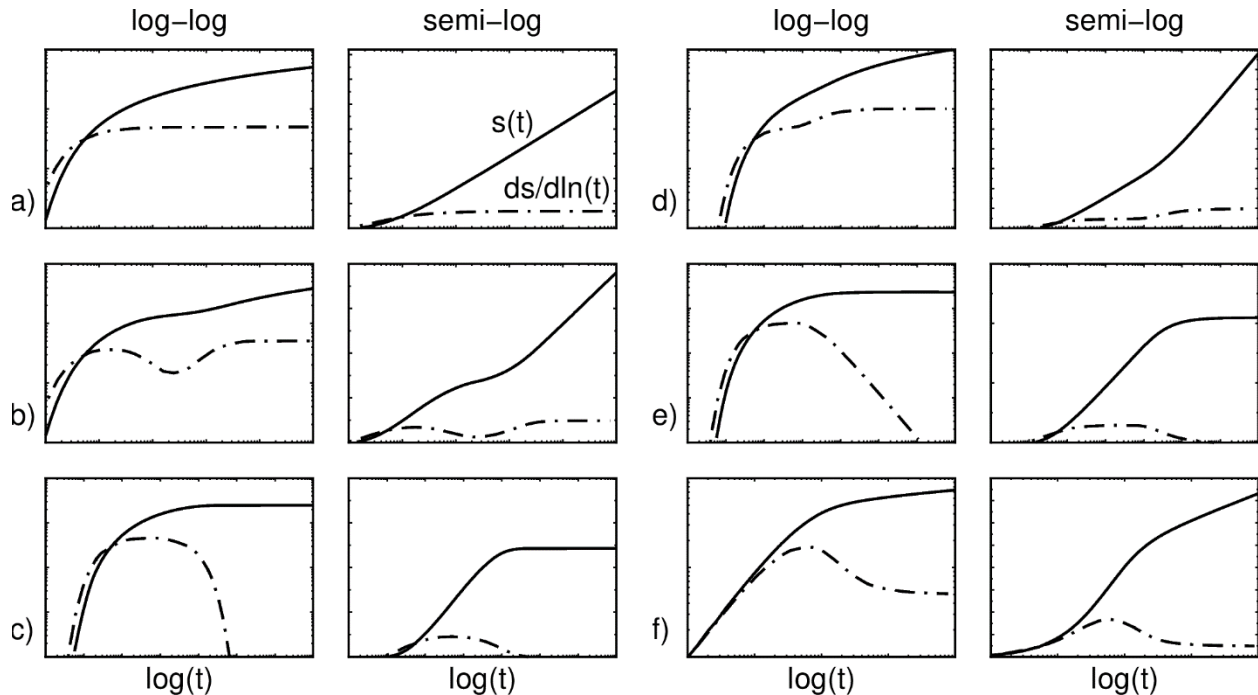 log–log
semi–log
log–log
semi–log
s(t)
ds/dln(t)
a)
d)
b)
e)
c)
f)
log(t)
log(t)
log(t)
log(t)